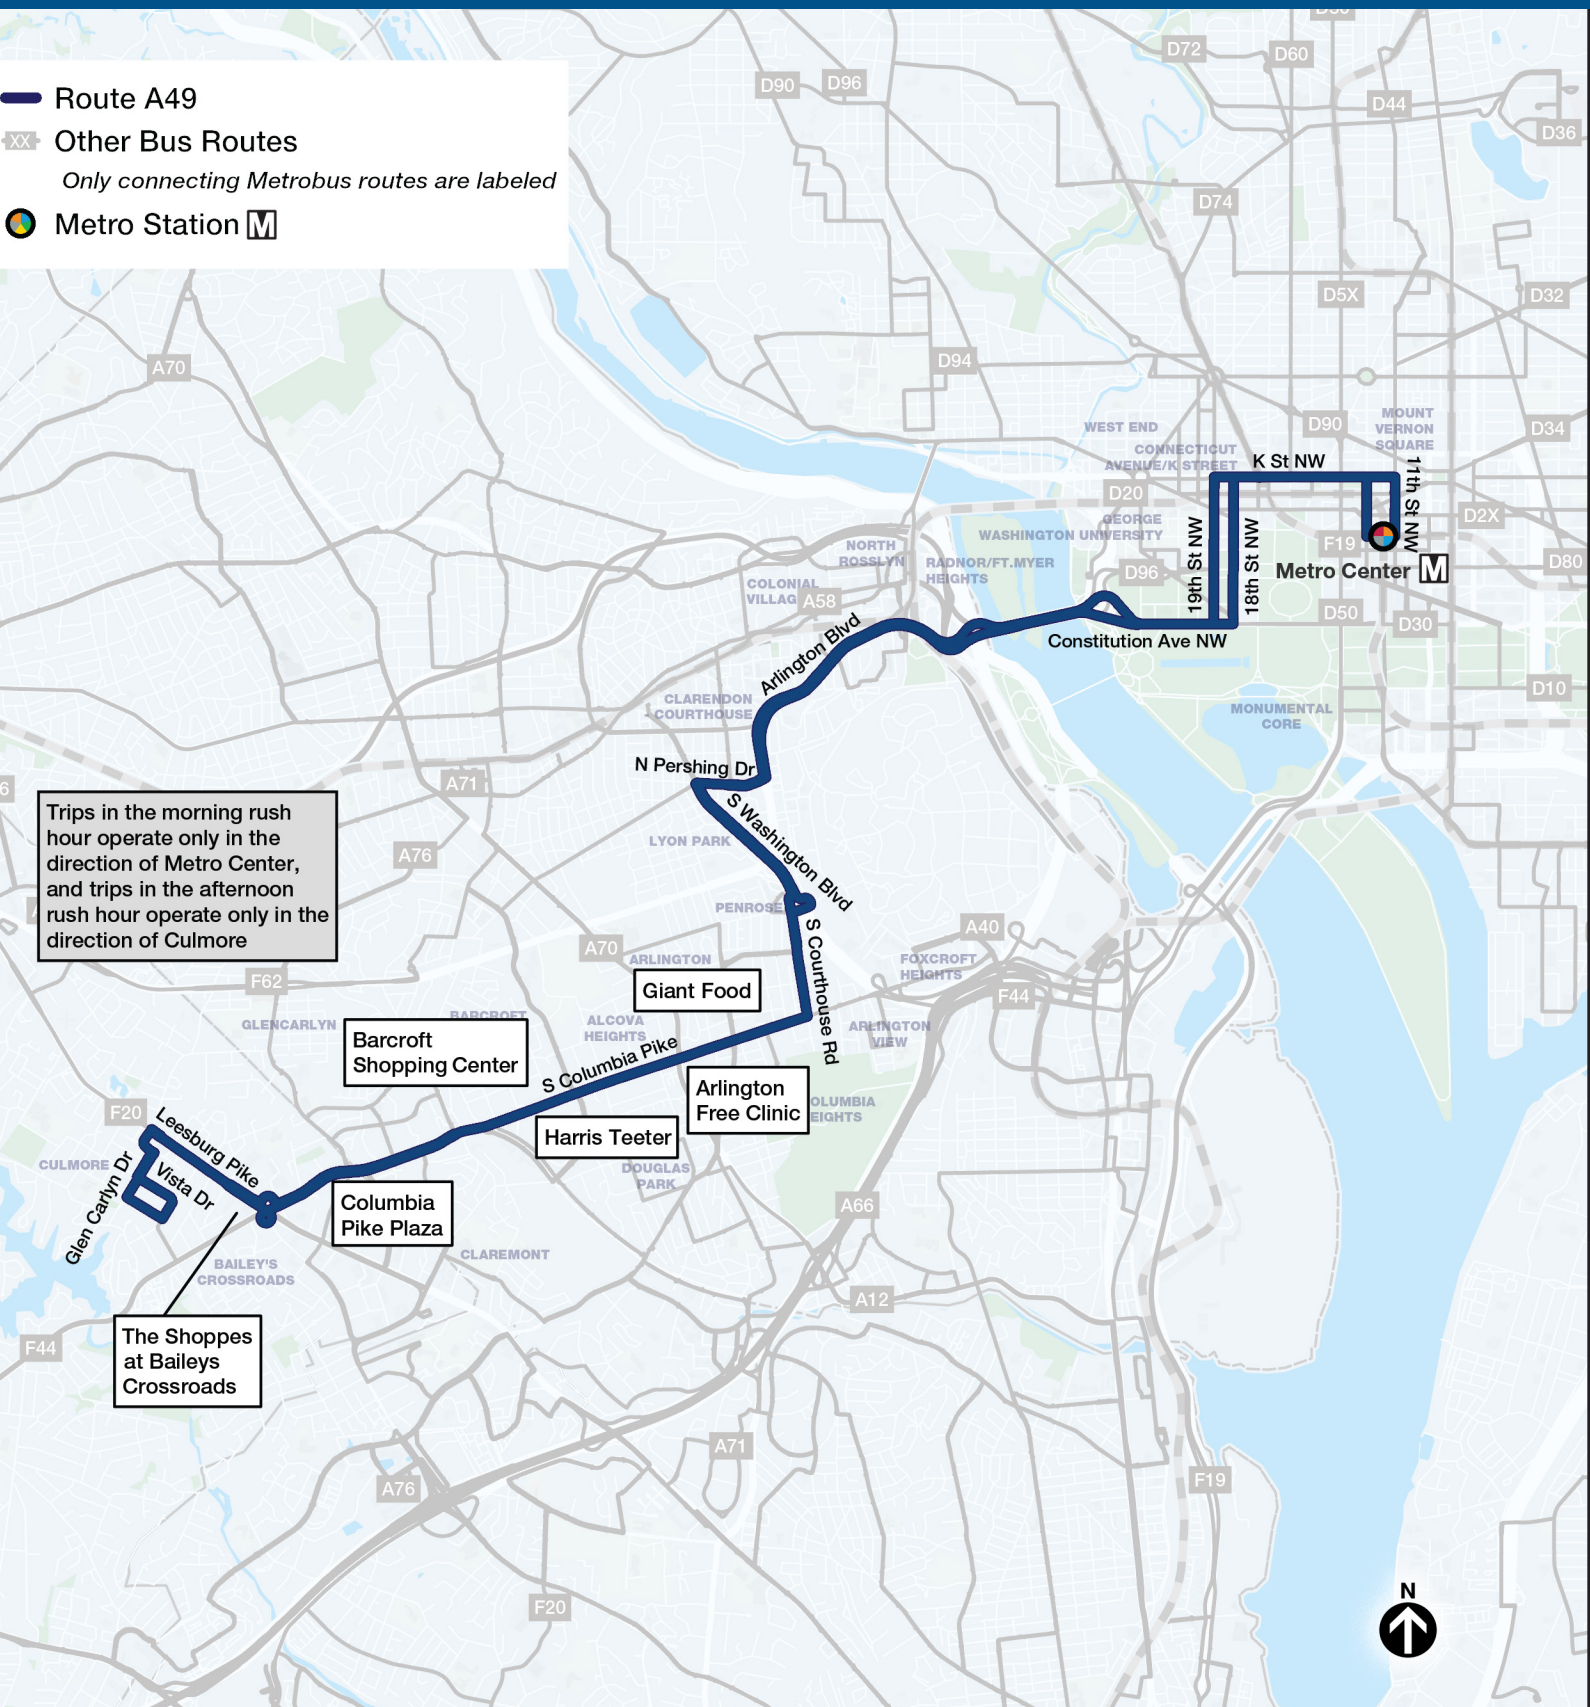 Route A49
XX
Other Bus Routes
Only connecting Metrobus routes are labeled
Metro Station M
D72
D60
D90
D96
D44
D36
D74
D5X
D32
A70
D94
MOUNT
VERNON
SQUARE
D90
D34
WEST END
CONNECTICUT
AVENUE/K STREET
K St NW
11th St NW
D20
D2X
GEORGE
WASHINGTON UNIVERSITY
19th St NW
18th St NW
F19
NORTH
ROSSLYN
RADNOR/FT.MYER
HEIGHTS
D96
Metro Center M
D80
COLONIAL
VILLAG
A58
D50
D30
Arlington Blvd
Constitution Ave NW
CLARENDON
COURTHOUSE
D10
MONUMENTAL
CORE
N Pershing Dr
A71
6
Trips in the morning rush
hour operate only in the
direction of Metro Center,
and trips in the afternoon
rush hour operate only in the
direction of Culmore
S Washington Blvd
LYON PARK
A76
PENROSE
A70
ARLINGTON
S Courthouse Rd
A40
FOXCROFT
HEIGHTS
F62
Giant Food
F44
GLENCARLYN
BARCROFT
ALCOVA
HEIGHTS
ARLINGTON
VIEW
Barcroft
Shopping Center
S Columbia Pike
Arlington
Free Clinic
OLUMBIA
EIGHTS
F20
Leesburg Pike
Harris Teeter
CULMORE
Glen Carlyn Dr
Vista Dr
DOUGLAS
PARK
Columbia
Pike Plaza
A66
CLAREMONT
BAILEY'S
CROSSROADS
A12
The Shoppes
at Baileys
Crossroads
F44
A71
A76
F19
F20
N